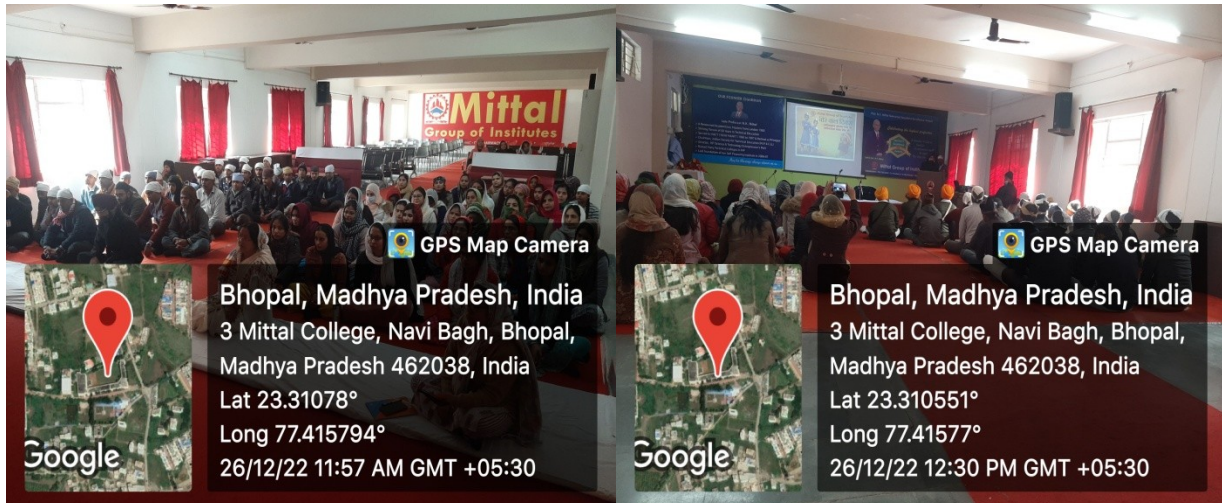 Mittal
Group of Institutes
GPS Map Camera
Bhopal, Madhya Pradesh, India
3 Mittal College, Navi Bagh, Bhopal,
Madhya Pradesh 462038, India
Lat 23.31078°
Long 77.415794°
26/12/22 11:57 AM GMT +05:30
Google
GPS Map Camera
Bhopal, Madhya Pradesh, India
3 Mittal College, Navi Bagh, Bhopal,
Madhya Pradesh 462038, India
Lat 23.310551°
Long 77.41577°
26/12/22 12:30 PM GMT +05:30
Google